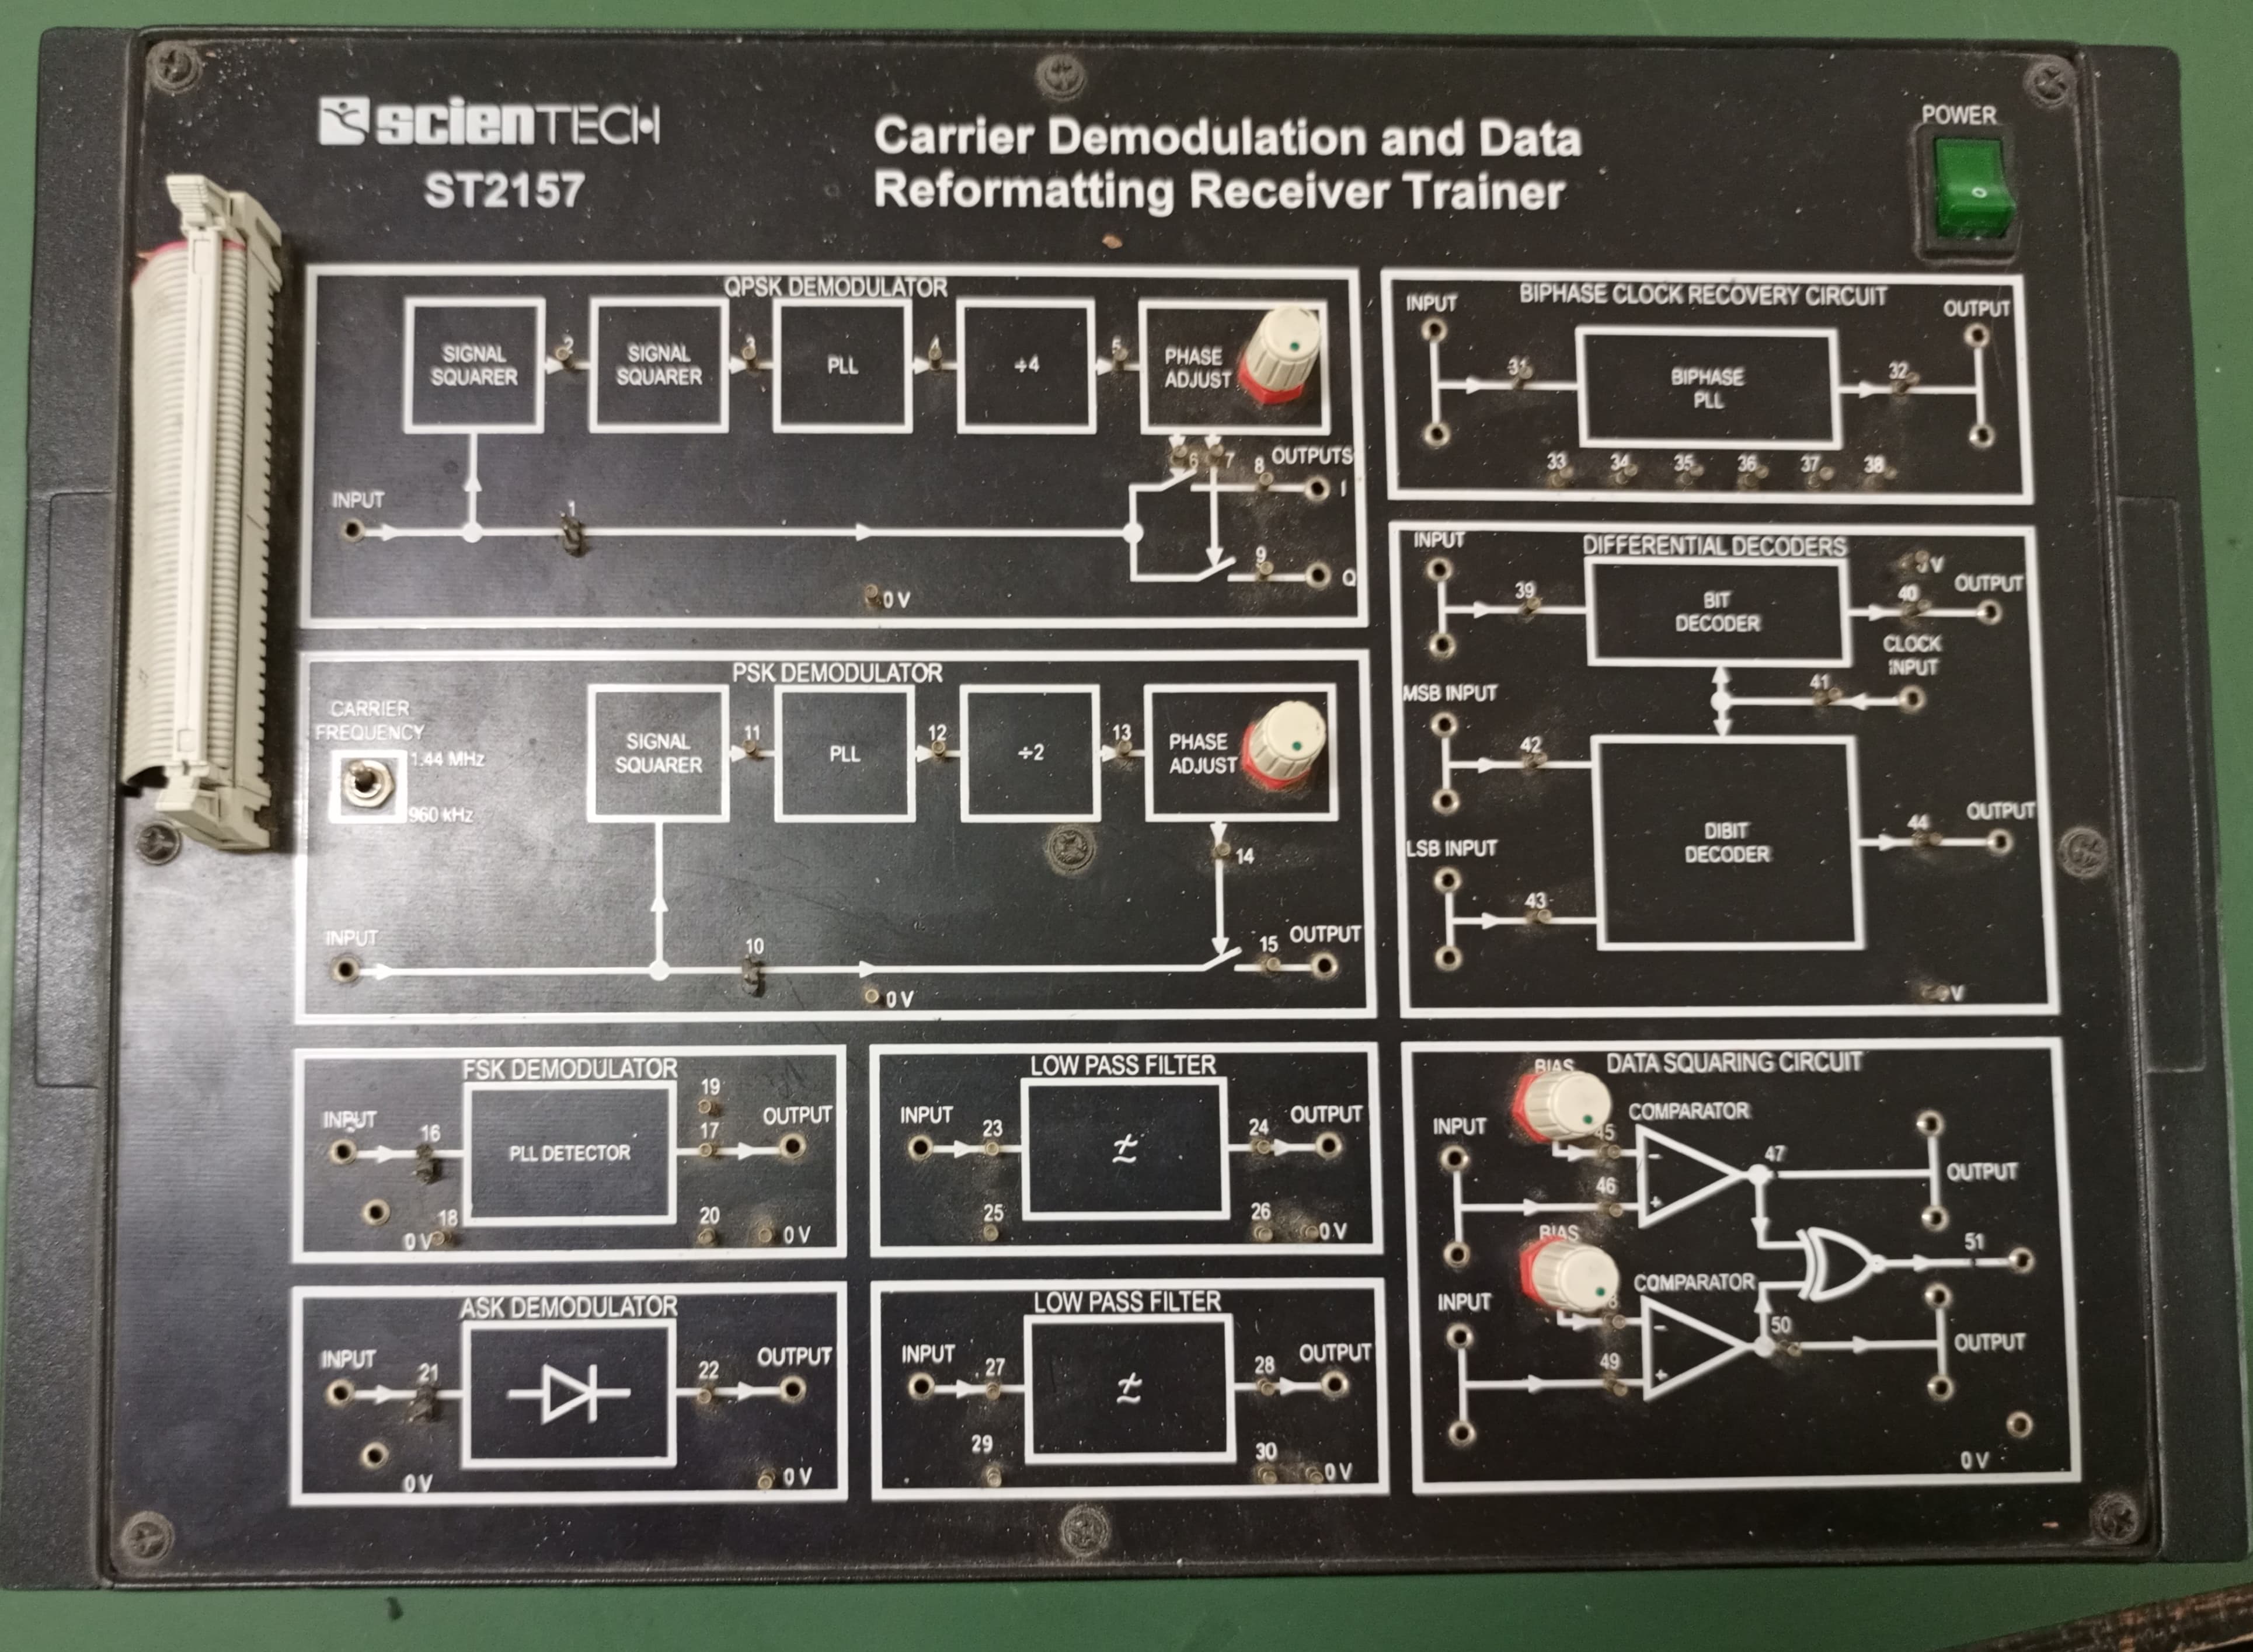 scienTECH
ST2157
Carrier Demodulation and Data
Reformatting Receiver Trainer
POWER
QPSK DEMODULATOR
SIGNAL
SQUARER
2
SIGNAL
SQUARER
3
PLL
4
÷4
5
PHASE
ADJUST
6
7
8
OUTPUTS
I
INPUT
1
9
Q
0 V
PSK DEMODULATOR
CARRIER
FREQUENCY
1.44 MHz
960 kHz
SIGNAL
SQUARER
11
PLL
12
÷2
13
PHASE
ADJUST
14
INPUT
10
15
OUTPUT
0 V
FSK DEMODULATOR
INPUT
16
PLL DETECTOR
19
17
OUTPUT
18
0 V
20
0 V
LOW PASS FILTER
INPUT
23
24
OUTPUT
25
26
0 V
ASK DEMODULATOR
INPUT
21
22
OUTPUT
0 V
0 V
LOW PASS FILTER
INPUT
27
28
OUTPUT
29
30
0 V
BIPHASE CLOCK RECOVERY CIRCUIT
INPUT
OUTPUT
31
BIPHASE
PLL
32
33
34
35
36
37
38
DIFFERENTIAL DECODERS
INPUT
39
BIT
DECODER
OUTPUT
40
CLOCK
INPUT
41
MSB INPUT
42
DIBIT
DECODER
44
OUTPUT
LSB INPUT
43
0V
DATA SQUARING CIRCUIT
BIAS
COMPARATOR
INPUT
45
-
46
+
47
OUTPUT
BIAS
51
COMPARATOR
INPUT
-
49
+
50
OUTPUT
0 V